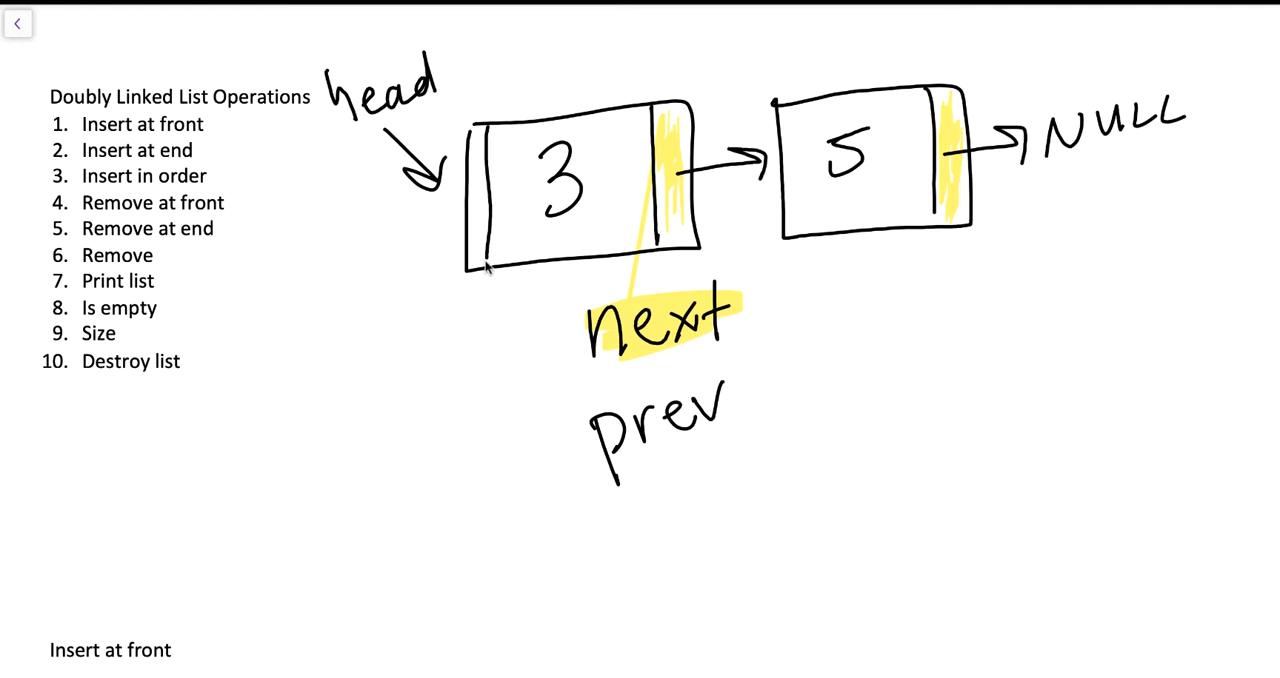 Doubly Linked List Operations
1. Insert at front
2. Insert at end
3. Insert in order
4. Remove at front
5. Remove at end
6. Remove
7. Print list
8. Is empty
9. Size
10. Destroy list
head
3
5
NULL
next
prev
Insert at front